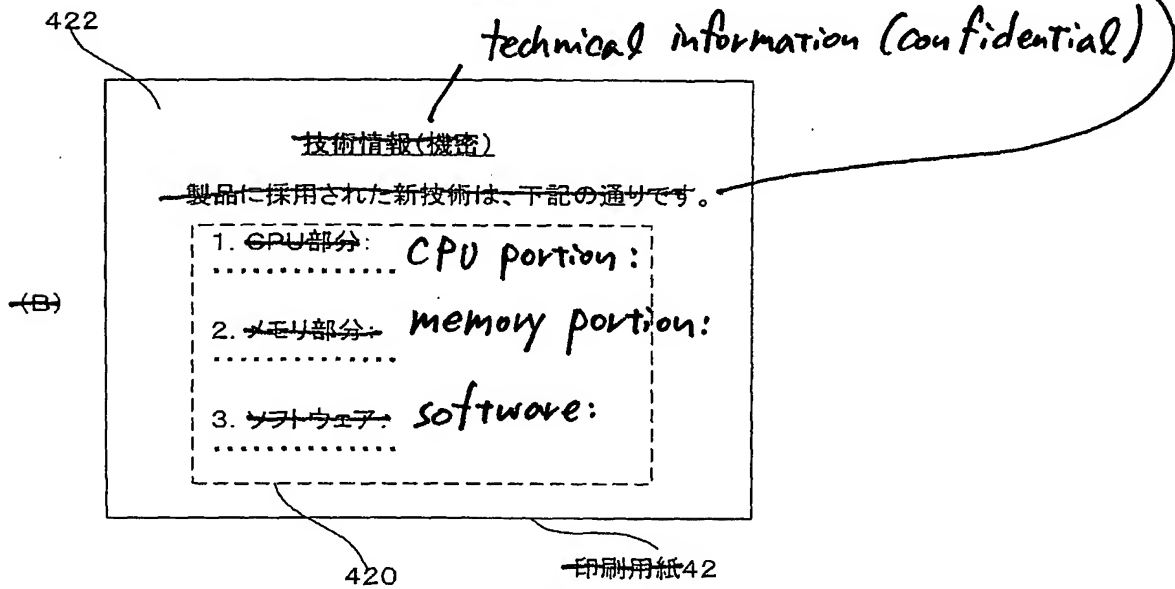 422
technical information (confidential)
技術情報(機密)
製品に採用された新技術は、下記の通りです。
1. CPU部分: CPU portion:
..............
2. メモリ部分: memory portion:
..............
3. ソフトウェア: software:
..............
(B)
420
印刷用紙42